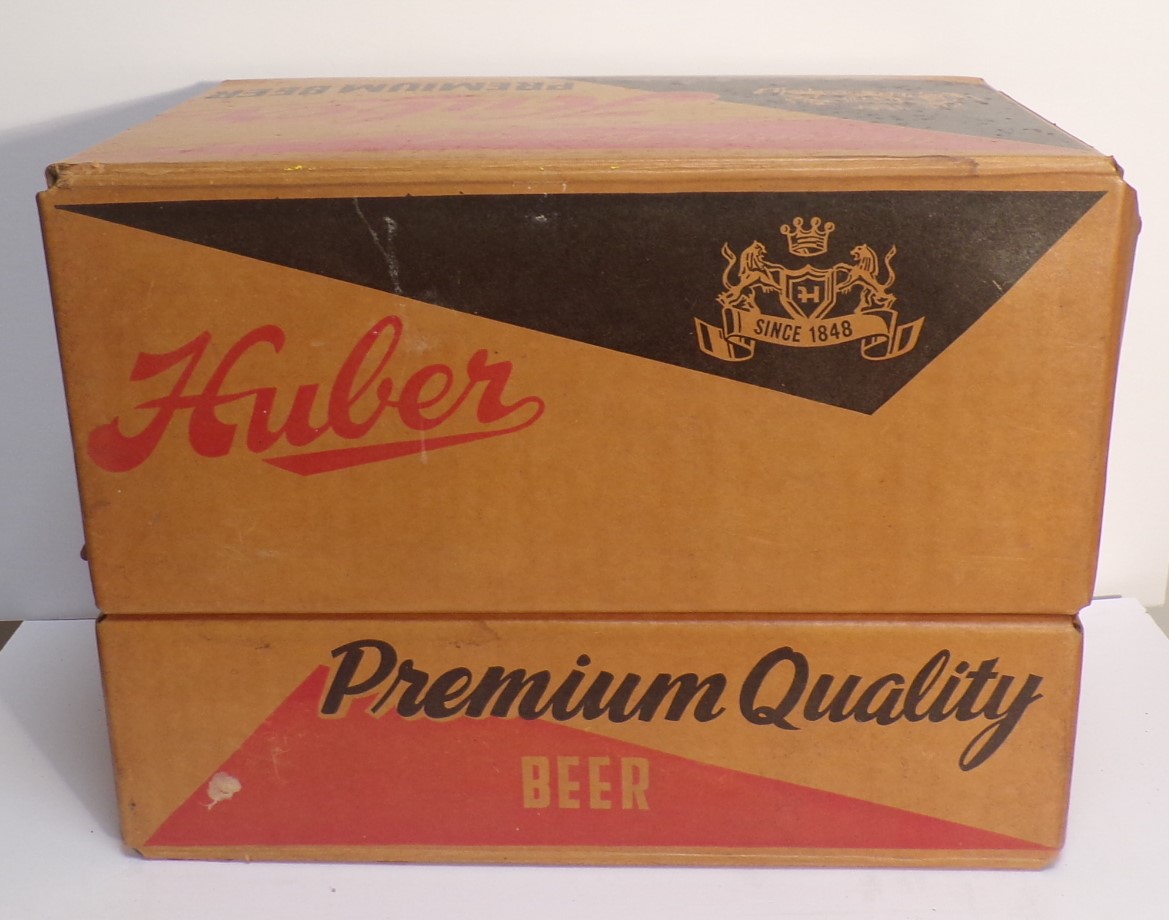 PREMIUM BEER
Huber
H
SINCE 1848
Premium Quality
BEER